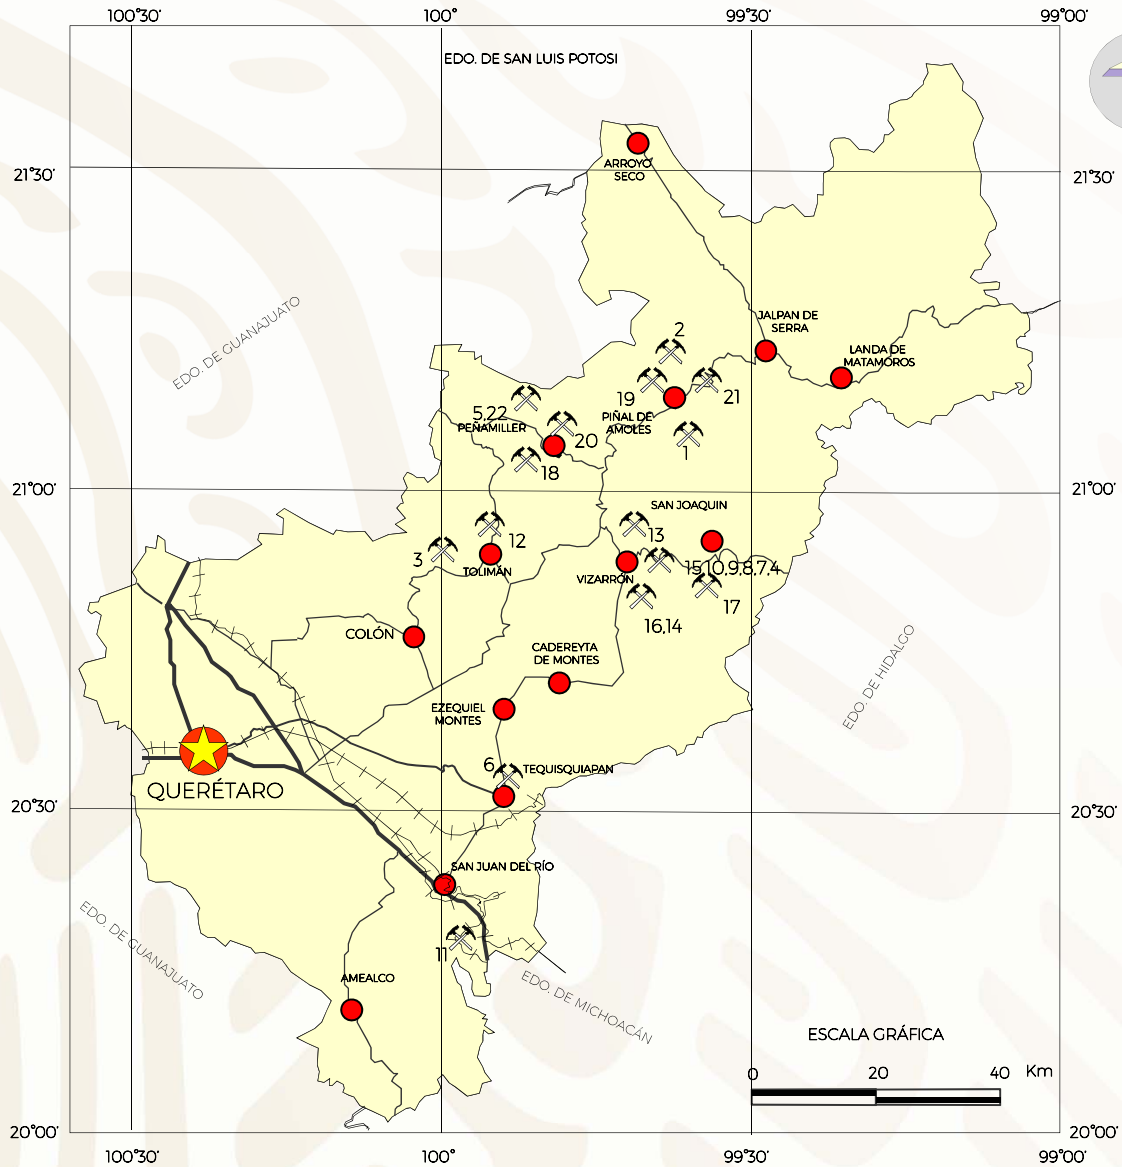 100°30'
100°
99°30'
99°00'
EDO. DE SAN LUIS POTOSI
21°30'
21°30'
ARROYO
SECO
EDO. DE GUANAJUATO
JALPAN DE
SERRA
2
LANDA DE
MATAMOROS
19
21
5,22
PEÑAMILLER
PIÑAL DE
AMOLES
20
1
18
21°00'
21°00'
SAN JOAQUIN
13
12
3
TOLIMÁN
VIZARRÓN
15,10,9,8,7,4
17
16,14
COLÓN
CADEREYTA
DE MONTES
EDO. DE HIDALGO
EZEQUIEL
MONTES
6
TEQUISQUIAPAN
QUERÉTARO
20°30'
20°30'
SAN JUAN DEL RÍO
EDO. DE GUANAJUATO
11
AMEALCO
EDO. DE MICHOACÁN
ESCALA GRÁFICA
0
20
40
Km
20°00'
20°00'
100°30'
100°
99°30'
99°00'